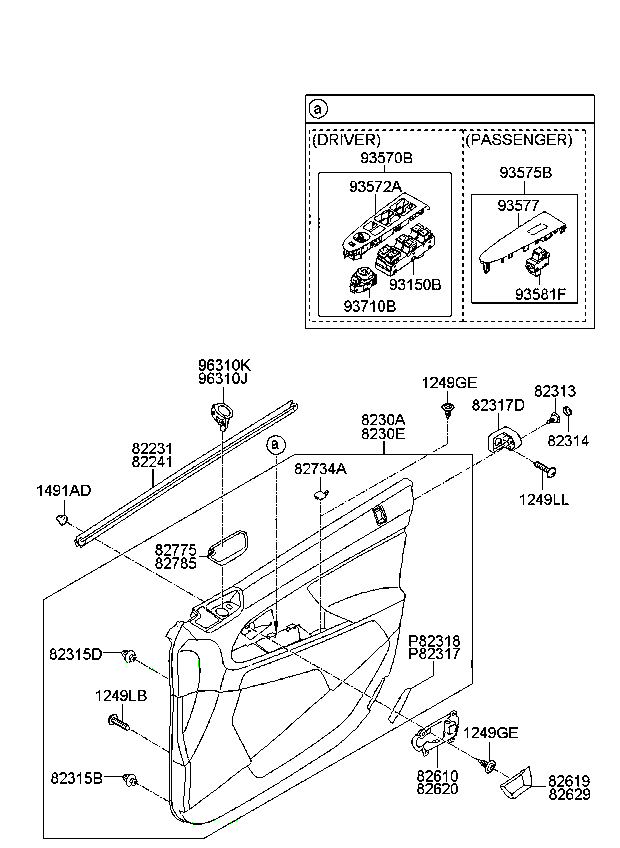 a
(DRIVER)
(PASSENGER)
93570B
93575B
93572A
93577
93150B
93581F
93710B
96310K
96310J
1249GE
82313
82317D
8230A
8230E
82314
82231
82241
82734A
a
1491AD
1249LL
82775
82785
P82318
P82317
82315D
1249LB
1249GE
82315B
82610
82620
82619
82629